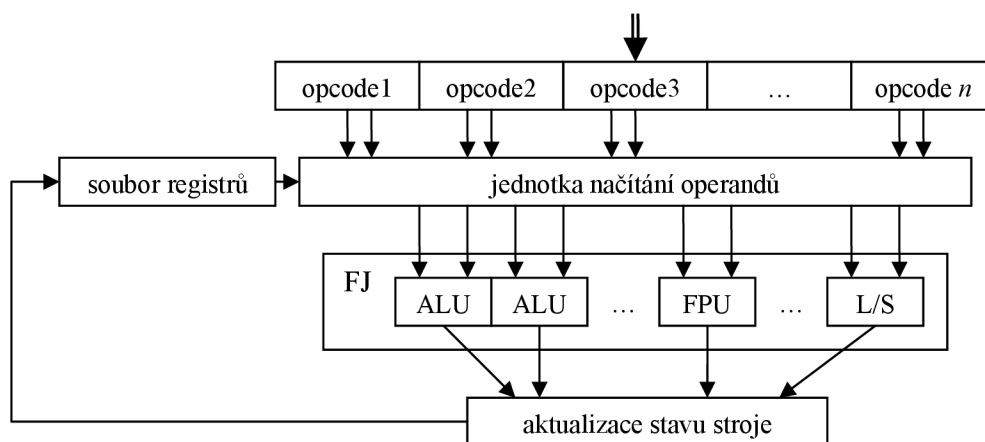 opcode1 opcode2 opcode3 … opcode n
soubor registrů jednotka načítání operandů
FJ
ALU ALU … FPU … L/S
aktualizace stavu stroje